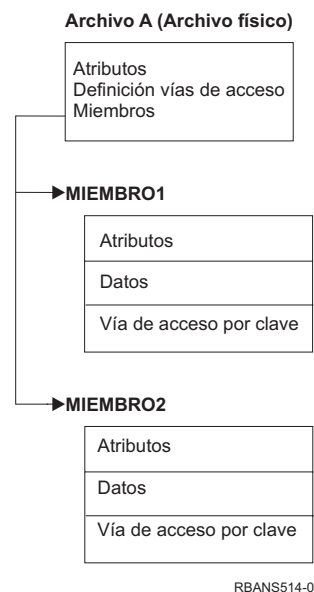 Archivo A (Archivo físico)
Atributos
Definición vías de acceso
Miembros
MIEMBRO1
Atributos
Datos
Vía de acceso por clave
MIEMBRO2
Atributos
Datos
Vía de acceso por clave
RBANS514-0